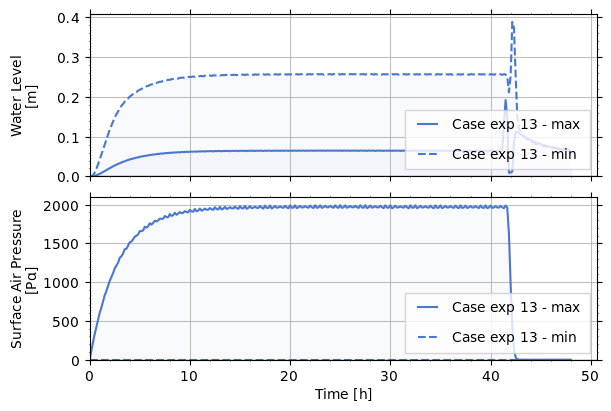 0.4
0.3
0.2
0.1
0.0
Water Level
[m]
Case exp 13 - max
Case exp 13 - min
2000
1500
1000
500
0
Surface Air Pressure
[Pα]
Case exp 13 - max
Case exp 13 - min
0
10
20
30
40
50
Time [h]